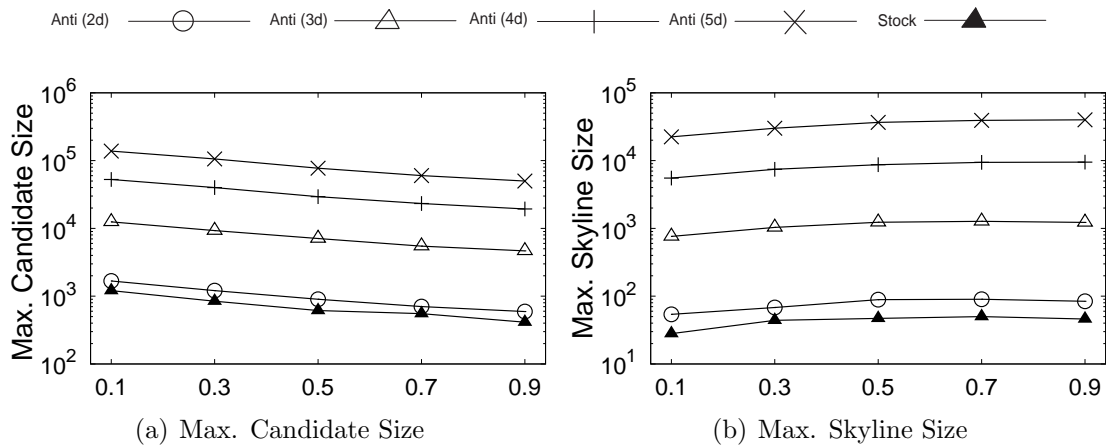 Anti (2d) Anti (3d) Anti (4d) Anti (5d) Stock
Max. Candidate Size
10^6
10^5
10^4
10^3
10^2
0.1 0.3 0.5 0.7 0.9
(a) Max. Candidate Size
Max. Skyline Size
10^5
10^4
10^3
10^2
10^1
0.1 0.3 0.5 0.7 0.9
(b) Max. Skyline Size